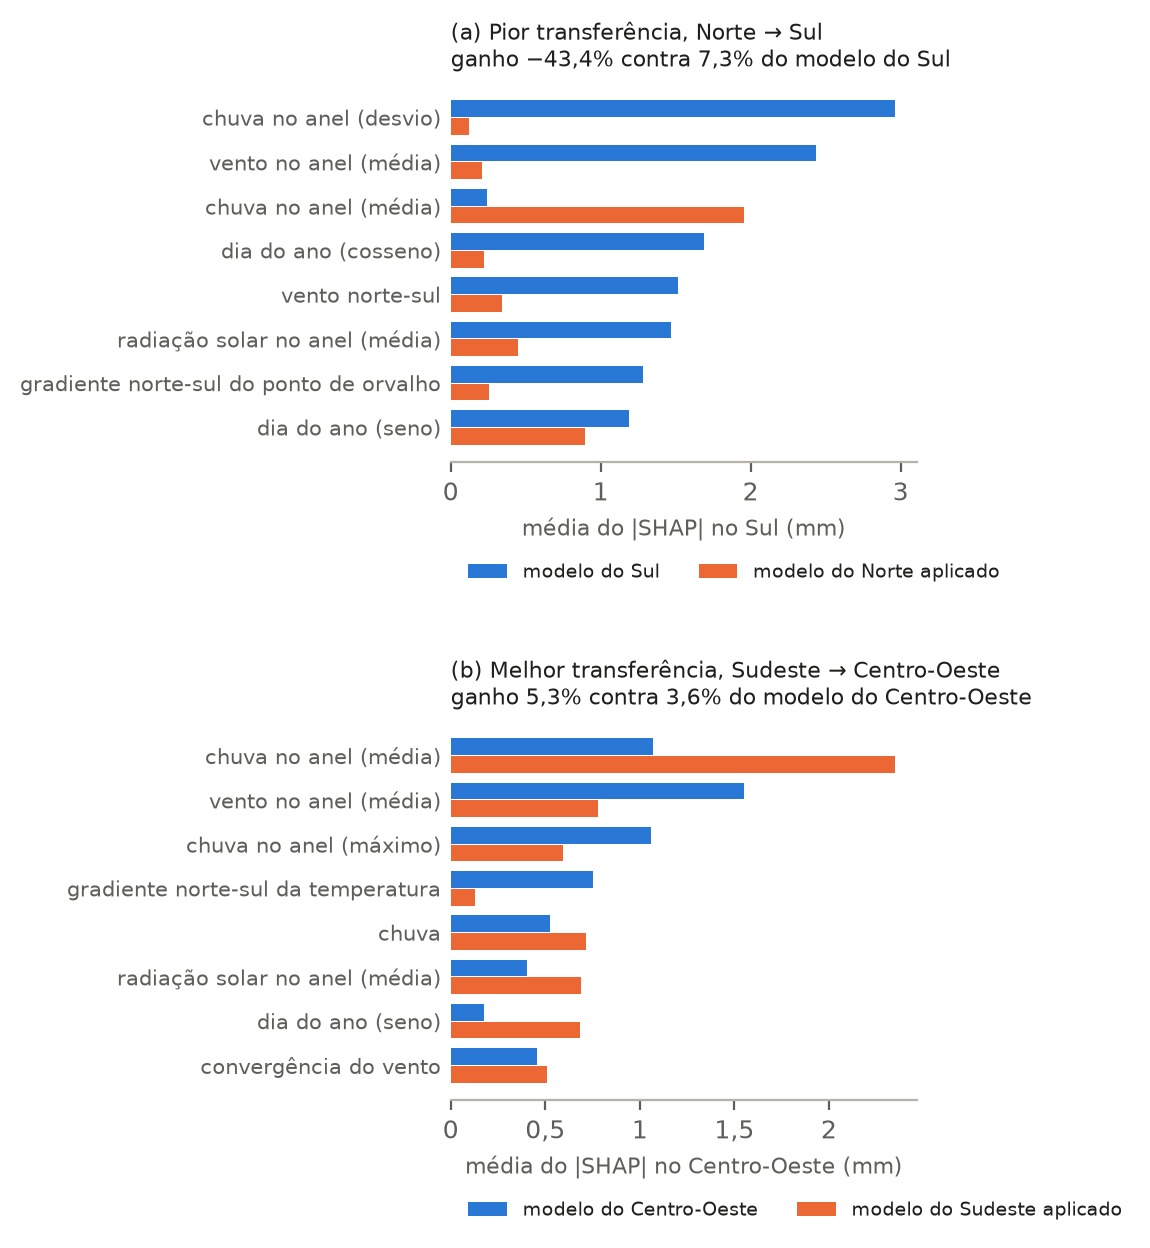 (a) Pior transferência, Norte → Sul
ganho −43,4% contra 7,3% do modelo do Sul
chuva no anel (desvio)
vento no anel (média)
chuva no anel (média)
dia do ano (cosseno)
vento norte-sul
radiação solar no anel (média)
gradiente norte-sul do ponto de orvalho
dia do ano (seno)
0 1 2 3
média do |SHAP| no Sul (mm)
modelo do Sul modelo do Norte aplicado
(b) Melhor transferência, Sudeste → Centro-Oeste
ganho 5,3% contra 3,6% do modelo do Centro-Oeste
chuva no anel (média)
vento no anel (média)
chuva no anel (máximo)
gradiente norte-sul da temperatura
chuva
radiação solar no anel (média)
dia do ano (seno)
convergência do vento
0 0,5 1 1,5 2
média do |SHAP| no Centro-Oeste (mm)
modelo do Centro-Oeste modelo do Sudeste aplicado